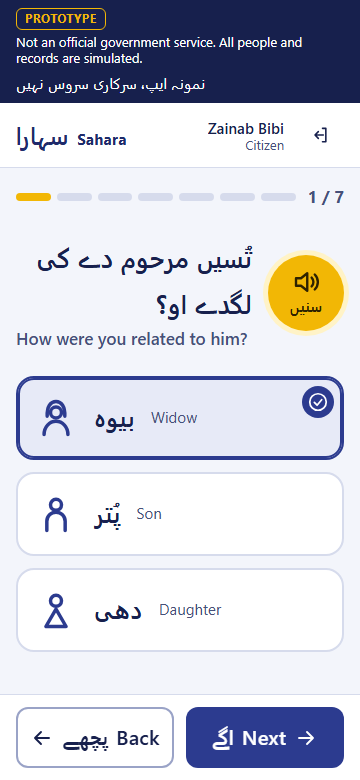 PROTOTYPE
Not an official government service. All people and
records are simulated.
نمونہ ایپ، سرکاری سروس نہیں
سہارا Sahara
Zainab Bibi
Citizen
1 / 7
تُسیں مرحوم دے کی
لگدے او؟
سنیں
How were you related to him?
بیوہ Widow
پُتر Son
دھی Daughter
پچھے Back
اگے Next